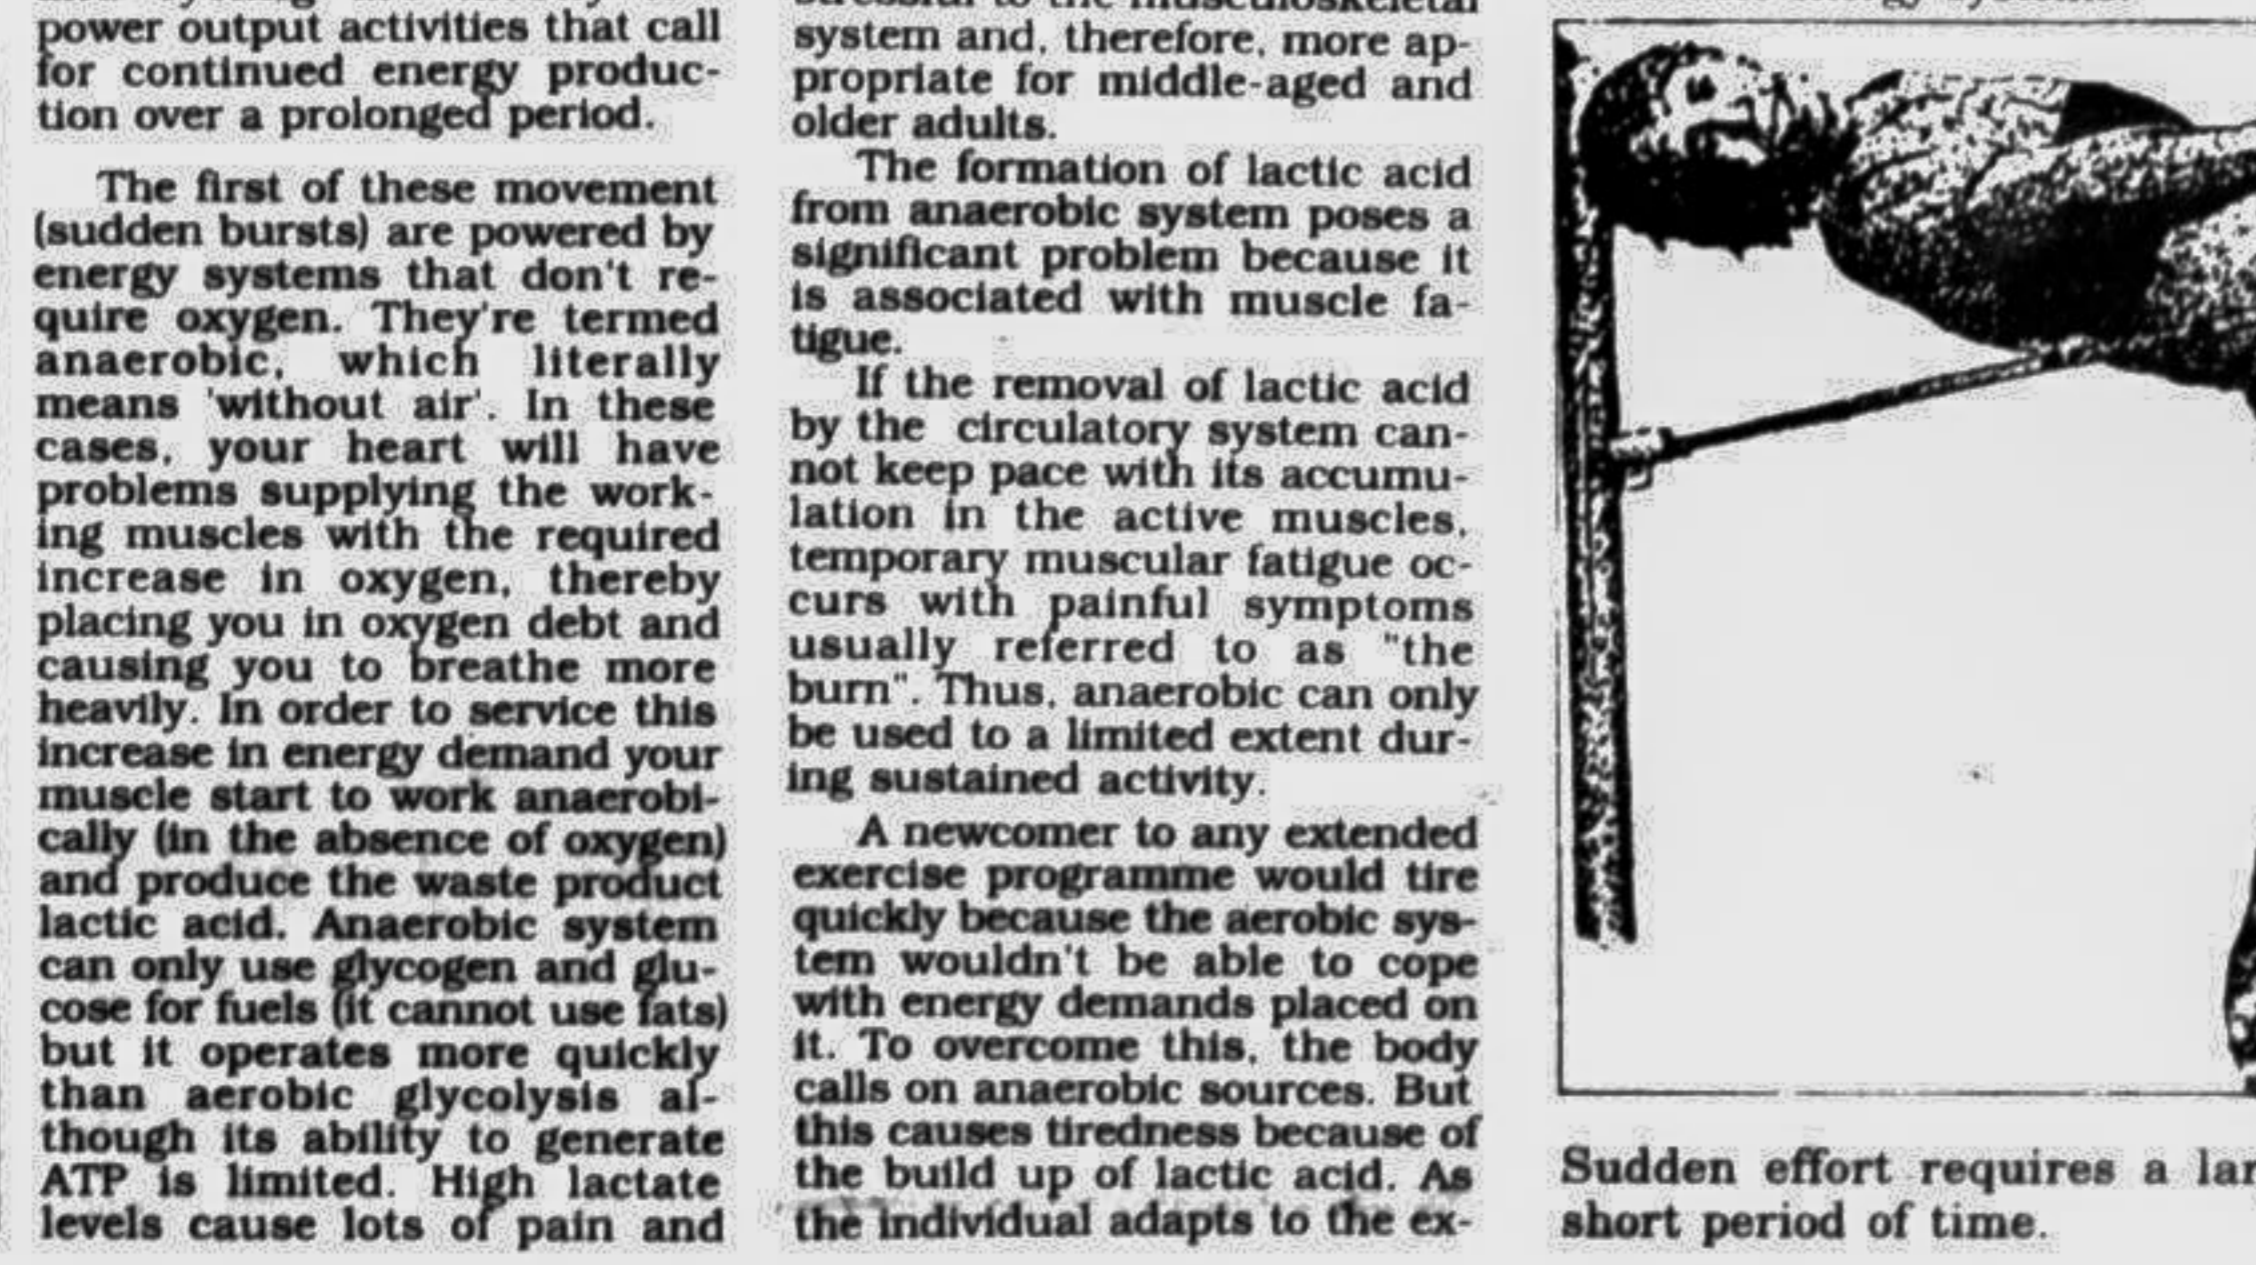 power output activities that call
for continued energy produc-
tion over a prolonged period.
The first of these movement
(sudden bursts) are powered by
energy systems that don't re-
quire oxygen. They're termed
anaerobic, which literally
means 'without air'. In these
cases, your heart will have
problems supplying the work-
ing muscles with the required
increase in oxygen, thereby
placing you in oxygen debt and
causing you to breathe more
heavily. In order to service this
increase in energy demand your
muscle start to work anaerobi-
cally (in the absence of oxygen)
and produce the waste product
lactic acid. Anaerobic system
can only use glycogen and glu-
cose for fuels (it cannot use fats)
but it operates more quickly
than aerobic glycolysis al-
though its ability to generate
ATP is limited. High lactate
levels cause lots of pain and
stressful to the musculoskeletal
system and, therefore, more ap-
propriate for middle-aged and
older adults.
The formation of lactic acid
from anaerobic system poses a
significant problem because it
is associated with muscle fa-
tigue.
If the removal of lactic acid
by the circulatory system can-
not keep pace with its accumu-
lation in the active muscles,
temporary muscular fatigue oc-
curs with painful symptoms
usually referred to as "the
burn". Thus, anaerobic can only
be used to a limited extent dur-
ing sustained activity.
A newcomer to any extended
exercise programme would tire
quickly because the aerobic sys-
tem wouldn't be able to cope
with energy demands placed on
it. To overcome this, the body
calls on anaerobic sources. But
this causes tiredness because of
the build up of lactic acid. As
the individual adapts to the ex-
Sudden effort requires a lar
short period of time.